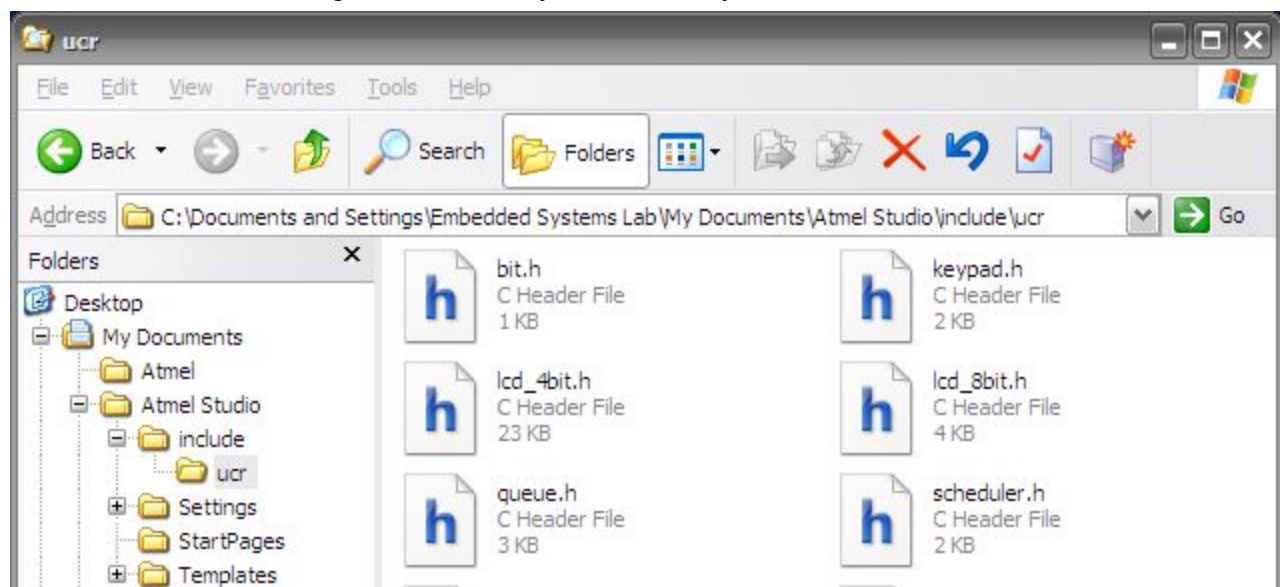 ucr
File Edit View Favorites Tools Help
Back Search Folders
Address C:\Documents and Settings\Embedded Systems Lab\My Documents\Atmel Studio\include\ucr Go
Folders
Desktop
My Documents
Atmel
Atmel Studio
include
ucr
Settings
StartPages
Templates
bit.h
C Header File
1 KB
keypad.h
C Header File
2 KB
lcd_4bit.h
C Header File
23 KB
lcd_8bit.h
C Header File
4 KB
queue.h
C Header File
3 KB
scheduler.h
C Header File
2 KB